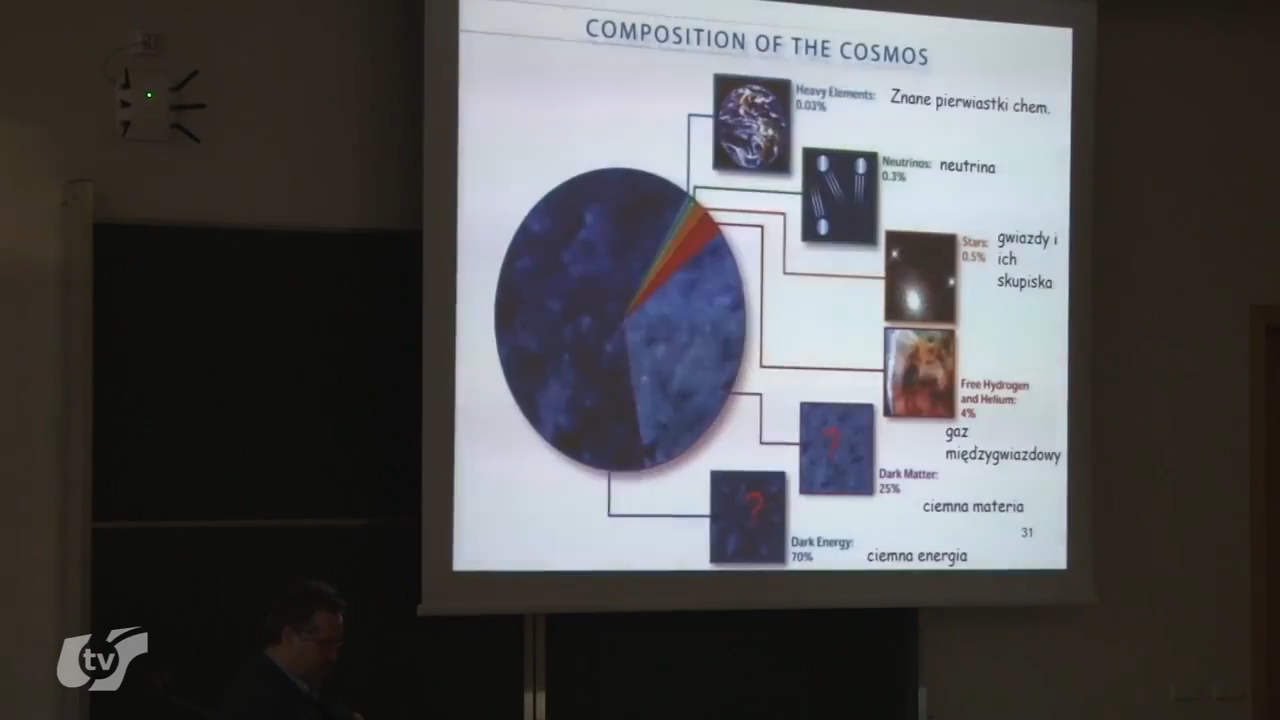 COMPOSITION OF THE COSMOS
Heavy Elements:
0.03%
Znane pierwiastki chem.
Neutrinos:
0.3%
neutrina
Stars:
0.5%
gwiazdy i
ich
skupiska
Free Hydrogen
and Helium:
4%
gaz
międzygwiazdowy
Dark Matter:
25%
?
ciemna materia
31
Dark Energy:
70%
?
ciemna energia
tv